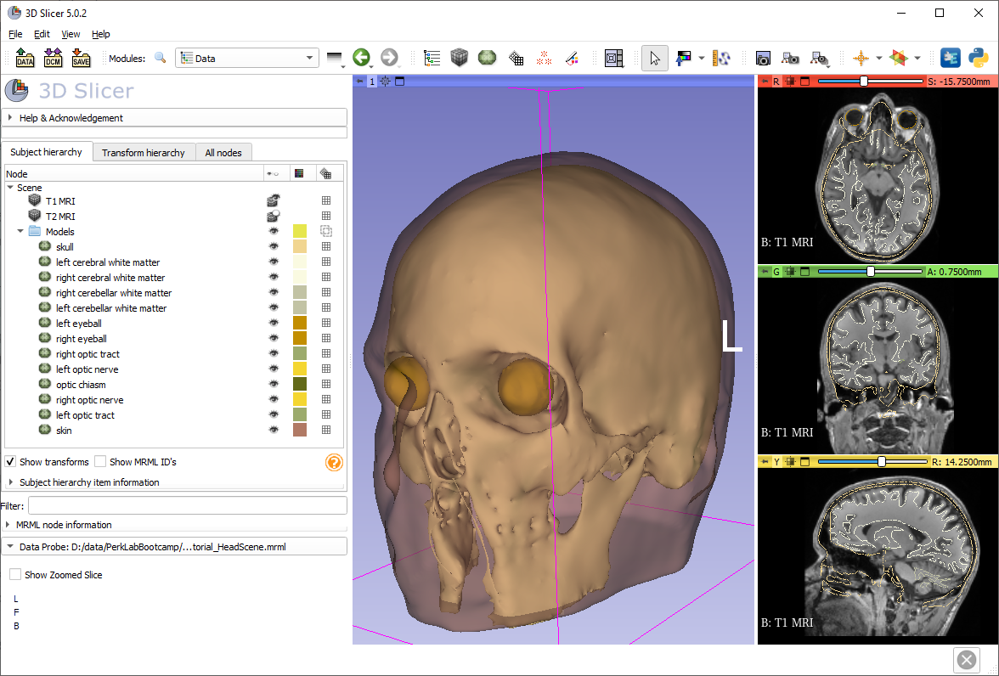 3D Slicer 5.0.2
File Edit View Help
DATA DCM SAVE Modules: Data
3D Slicer
Help & Acknowledgement
Subject hierarchy Transform hierarchy All nodes
Node
Scene
T1 MRI
T2 MRI
Models
skull
left cerebral white matter
right cerebral white matter
right cerebellar white matter
left cerebellar white matter
left eyeball
right eyeball
right optic tract
left optic nerve
optic chiasm
right optic nerve
left optic tract
skin
Show transforms Show MRML ID's
Subject hierarchy item information
Filter:
MRML node information
Data Probe: D:/data/PerkLabBootcamp/...torial_HeadScene.mrml
Show Zoomed Slice
L
F
B
1
L
R S: -15.7500mm
B: T1 MRI
G A: 0.7500mm
B: T1 MRI
Y R: 14.2500mm
B: T1 MRI